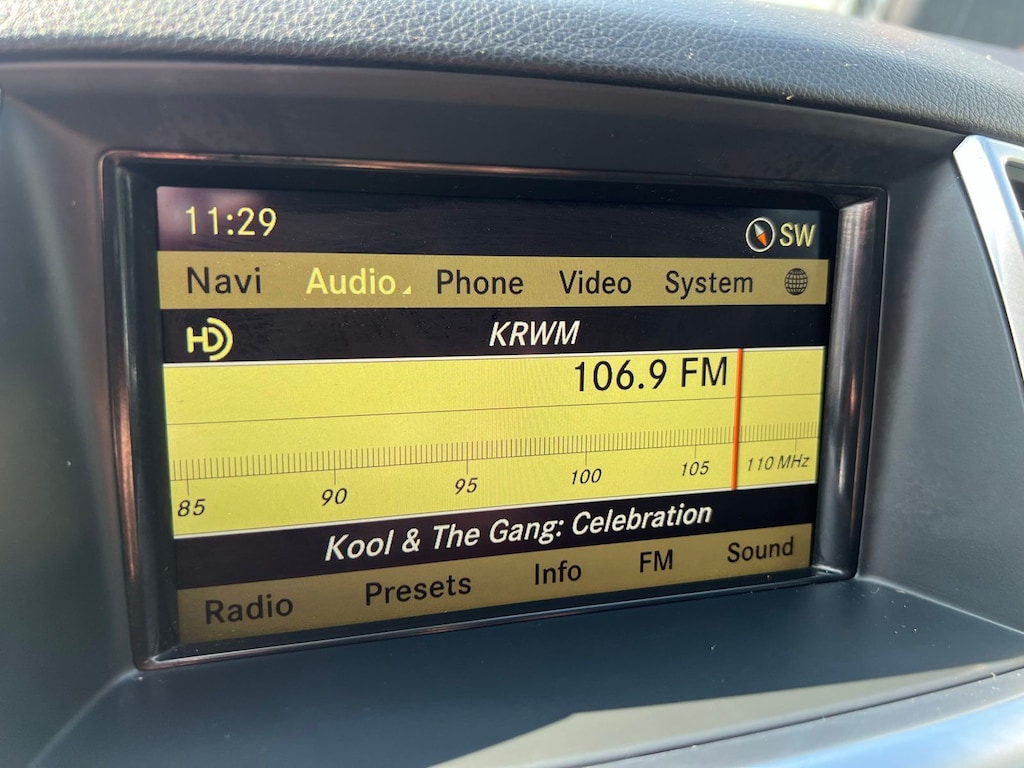 11:29
SW
Navi Audio Phone Video System
HD KRWM
106.9 FM
85 90 95 100 105 110 MHz
Kool & The Gang: Celebration
Radio Presets Info FM Sound